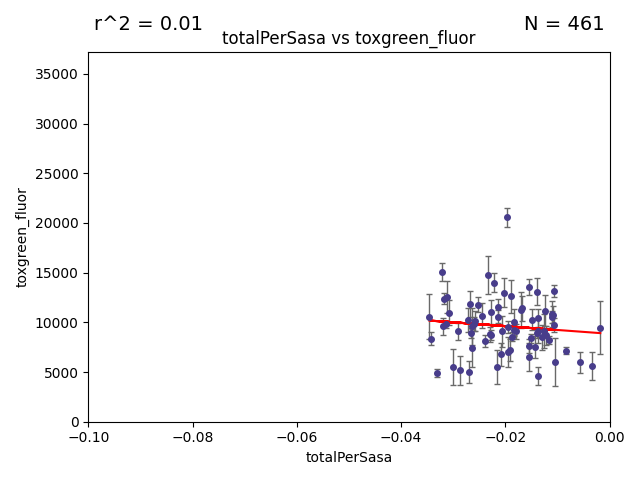 r^2 = 0.01
N = 461
totalPerSasa vs toxgreen_fluor
35000
30000
25000
20000
15000
10000
5000
0
toxgreen_fluor
−0.10
−0.08
−0.06
−0.04
−0.02
0.00
totalPerSasa